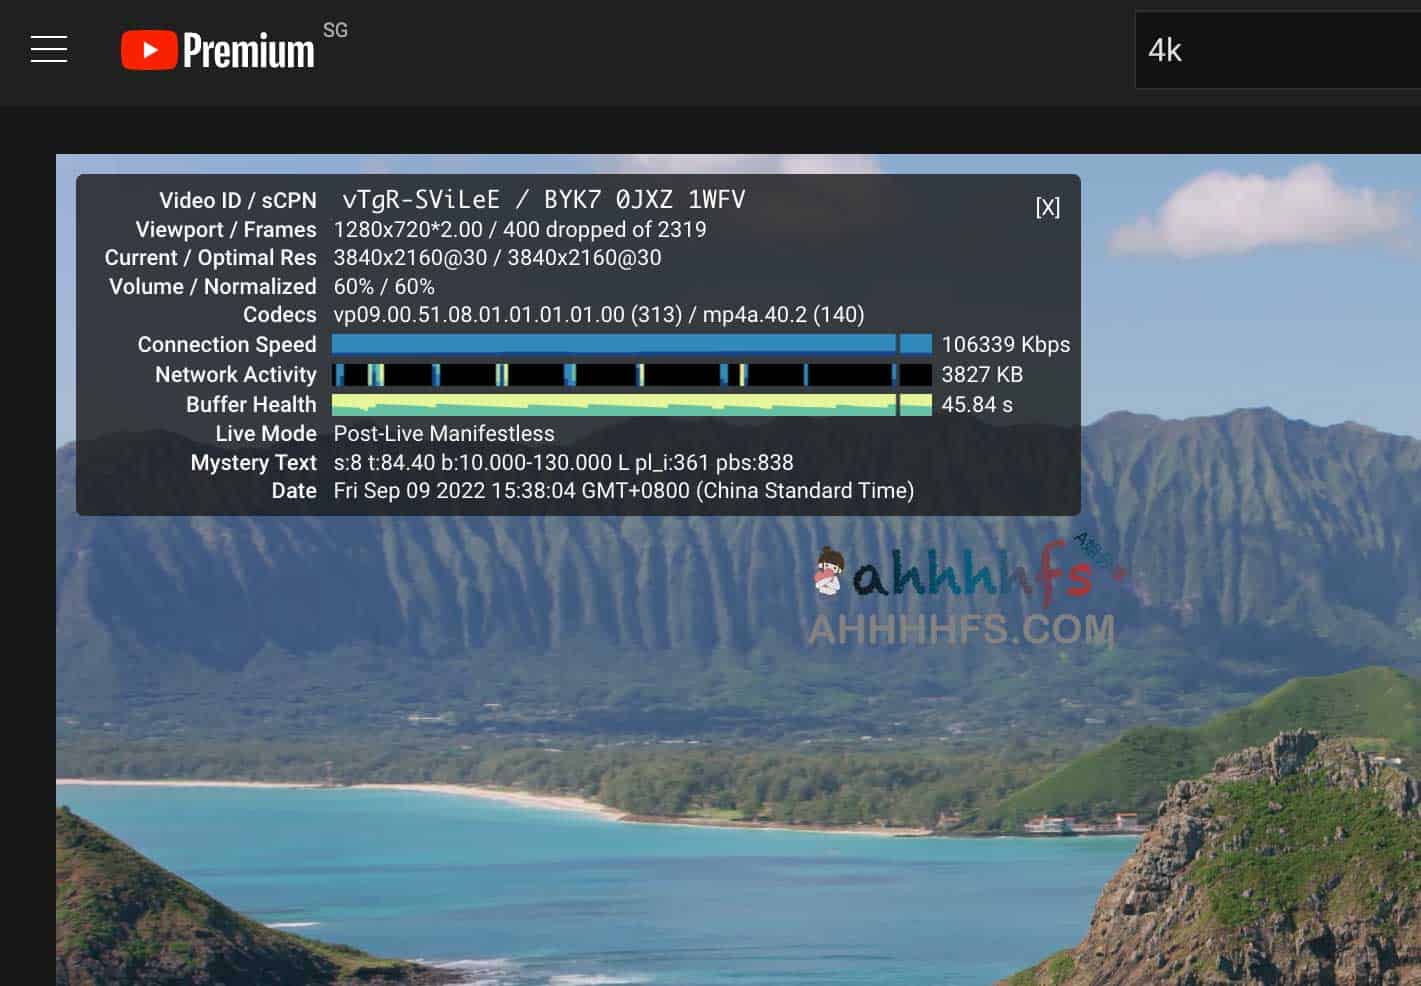 Premium SG
4k
Video ID / sCPN vTgR-SViLeE / BYK7 0JXZ 1WFV
[X]
Viewport / Frames 1280x720*2.00 / 400 dropped of 2319
Current / Optimal Res 3840x2160@30 / 3840x2160@30
Volume / Normalized 60% / 60%
Codecs vp09.00.51.08.01.01.01.01.00 (313) / mp4a.40.2 (140)
Connection Speed 106339 Kbps
Network Activity 3827 KB
Buffer Health 45.84 s
Live Mode Post-Live Manifestless
Mystery Text s:8 t:84.40 b:10.000-130.000 L pl_i:361 pbs:838
Date Fri Sep 09 2022 15:38:04 GMT+0800 (China Standard Time)
ahhhhfs
AHHHHFS.COM